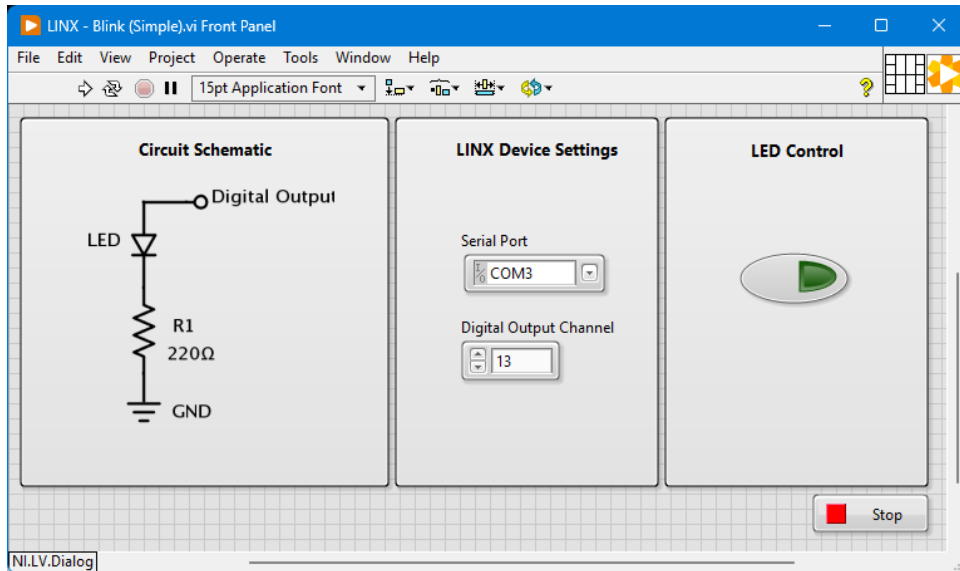 LINX - Blink (Simple).vi Front Panel
File Edit View Project Operate Tools Window Help
15pt Application Font
Circuit Schematic
Digital Output
LED
R1
220Ω
GND
LINX Device Settings
Serial Port
I/O COM3
Digital Output Channel
13
LED Control
Stop
NI.LV.Dialog